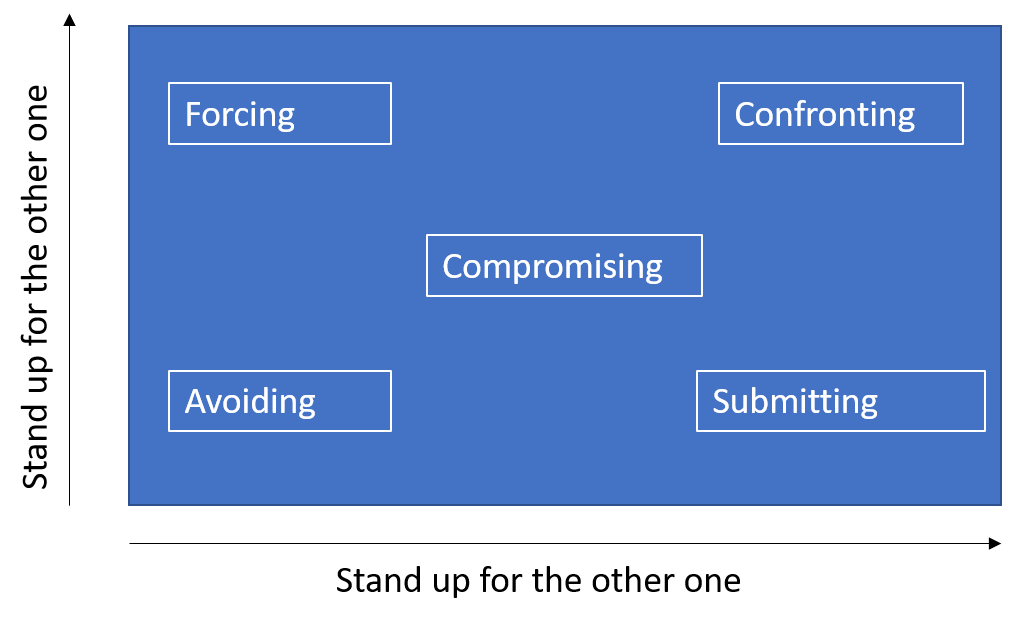 Stand up for the other one
Forcing
Confronting
Compromising
Avoiding
Submitting
Stand up for the other one